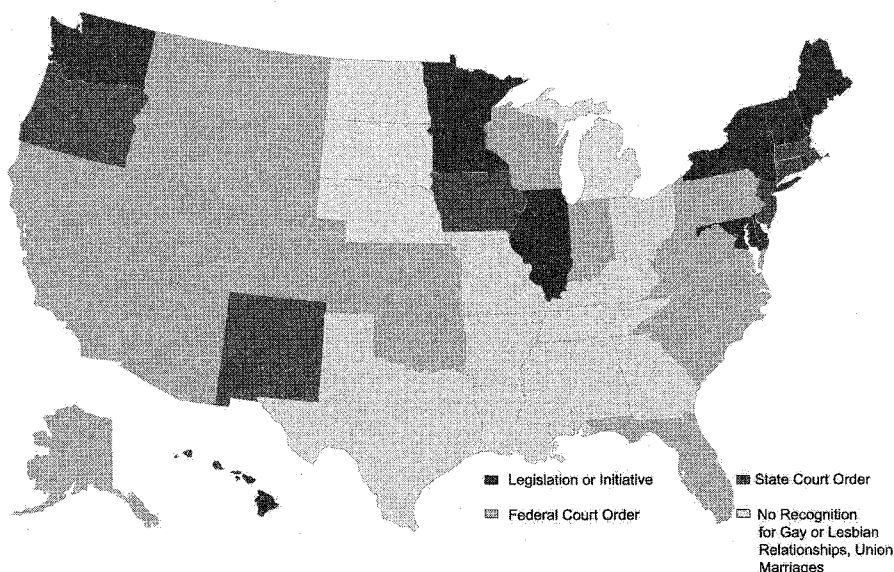 Legislation or Initiative
State Court Order
Federal Court Order
No Recognition
for Gay or Lesbian
Relationships, Union
Marriages